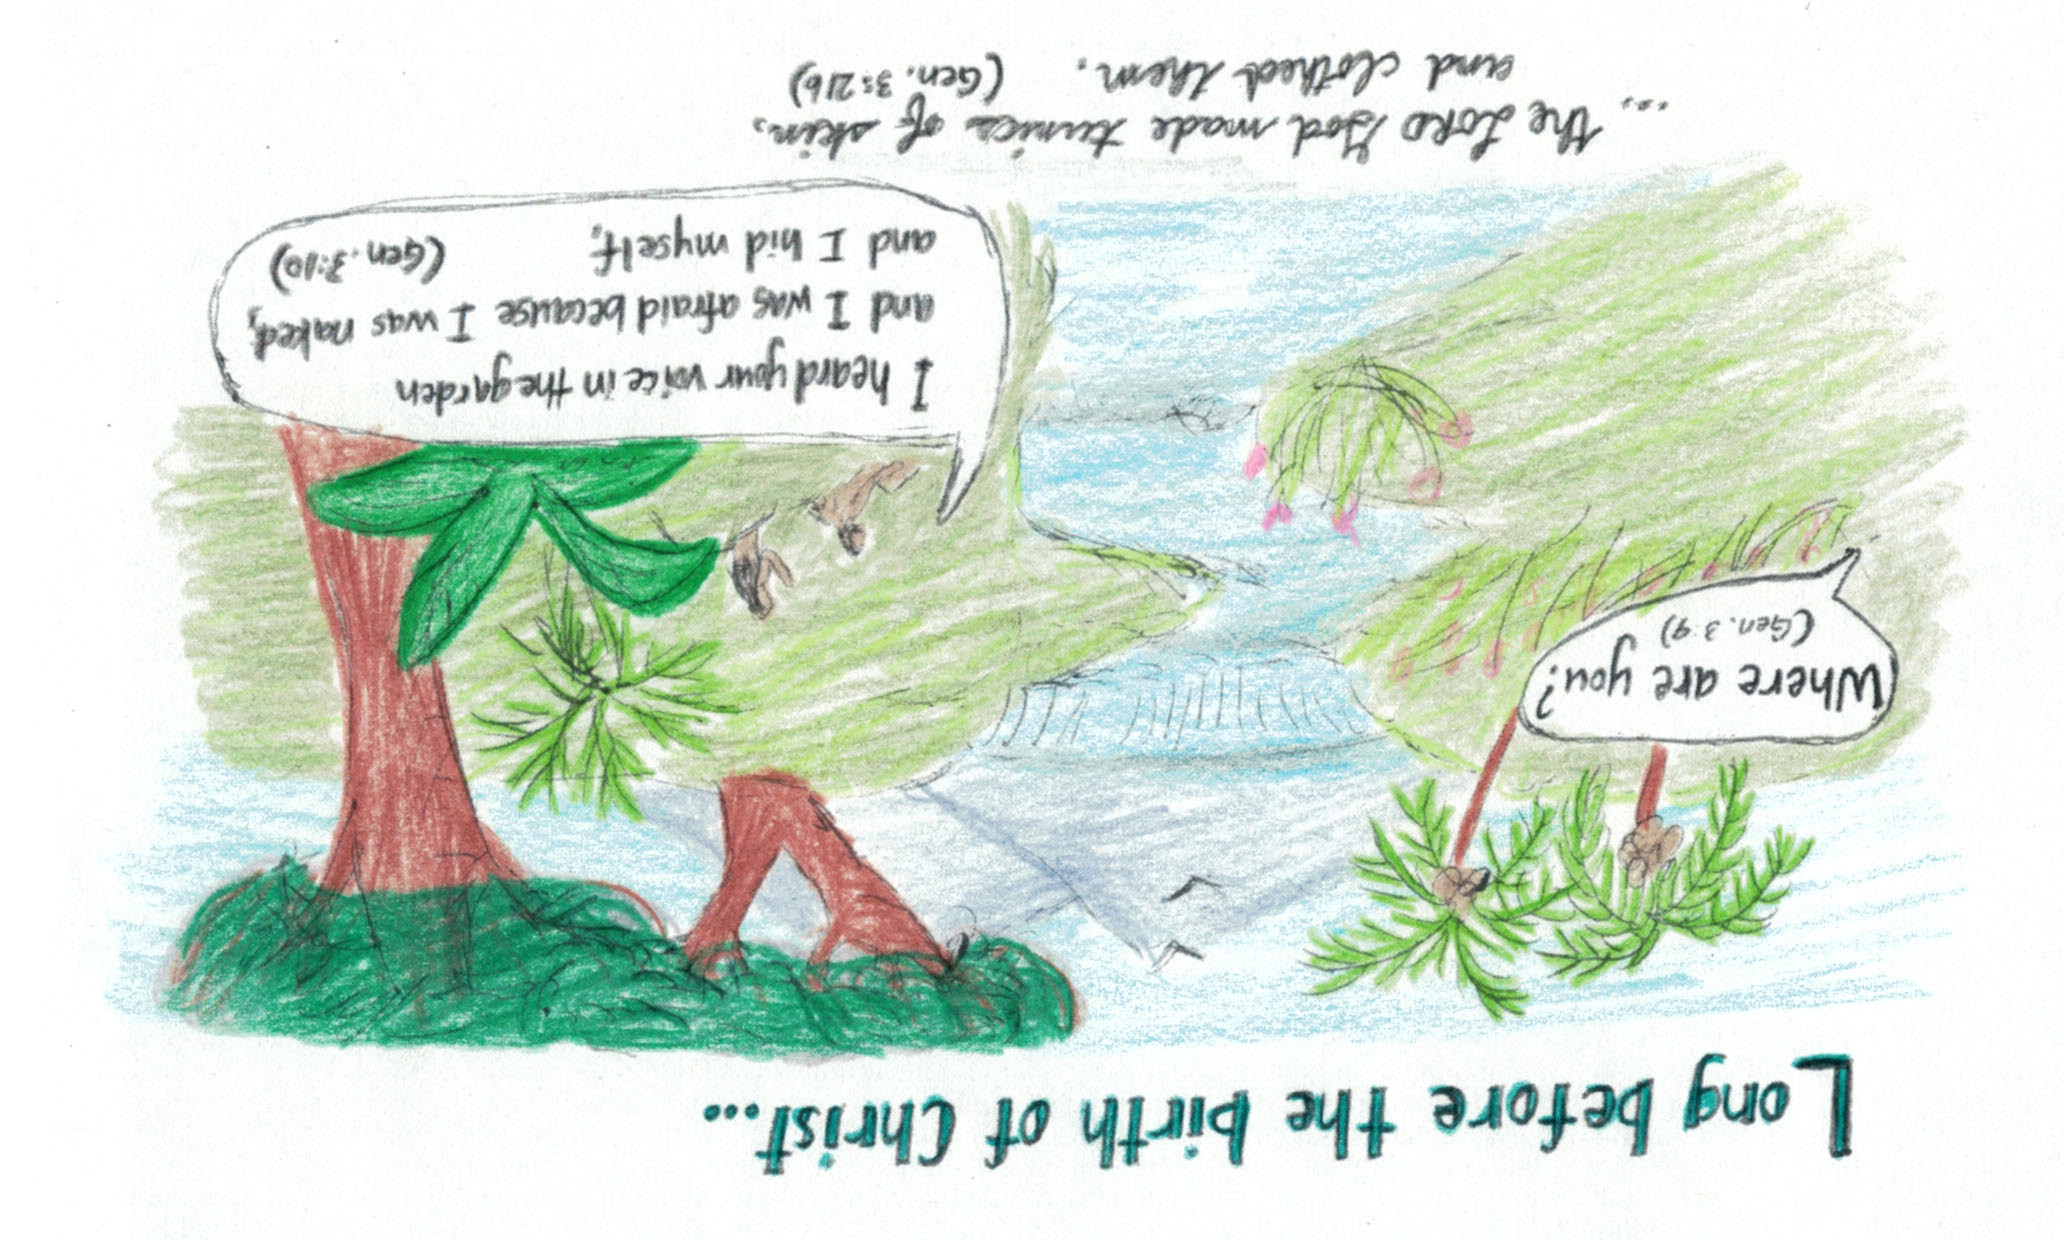 Long before the birth of Christ...
Where are you?
(Gen. 3:9)
I heard your voice in the garden
and I was afraid because I was naked;
and I hid myself.
(Gen. 3:10)
... the LORD God made tunics of skin,
and clothed them. (Gen. 3:21b)